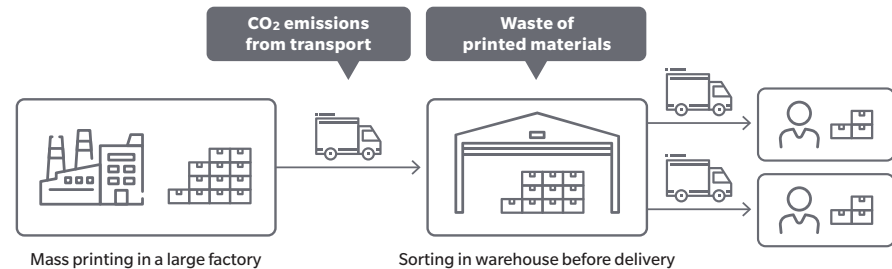 CO₂ emissions
from transport
Waste of
printed materials
Mass printing in a large factory
Sorting in warehouse before delivery